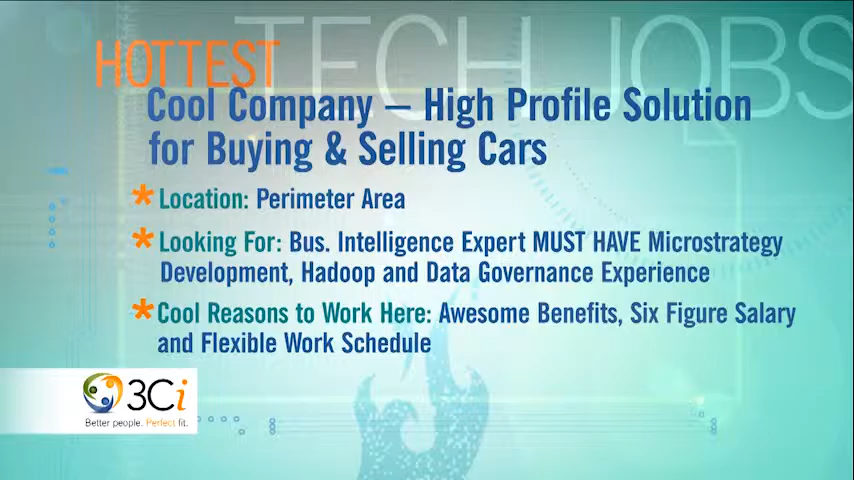 HOTTEST TECH JOBS
Cool Company – High Profile Solution
for Buying & Selling Cars
* Location: Perimeter Area
* Looking For: Bus. Intelligence Expert MUST HAVE Microstrategy
Development, Hadoop and Data Governance Experience
* Cool Reasons to Work Here: Awesome Benefits, Six Figure Salary
and Flexible Work Schedule
3Ci
Better people. Perfect fit.